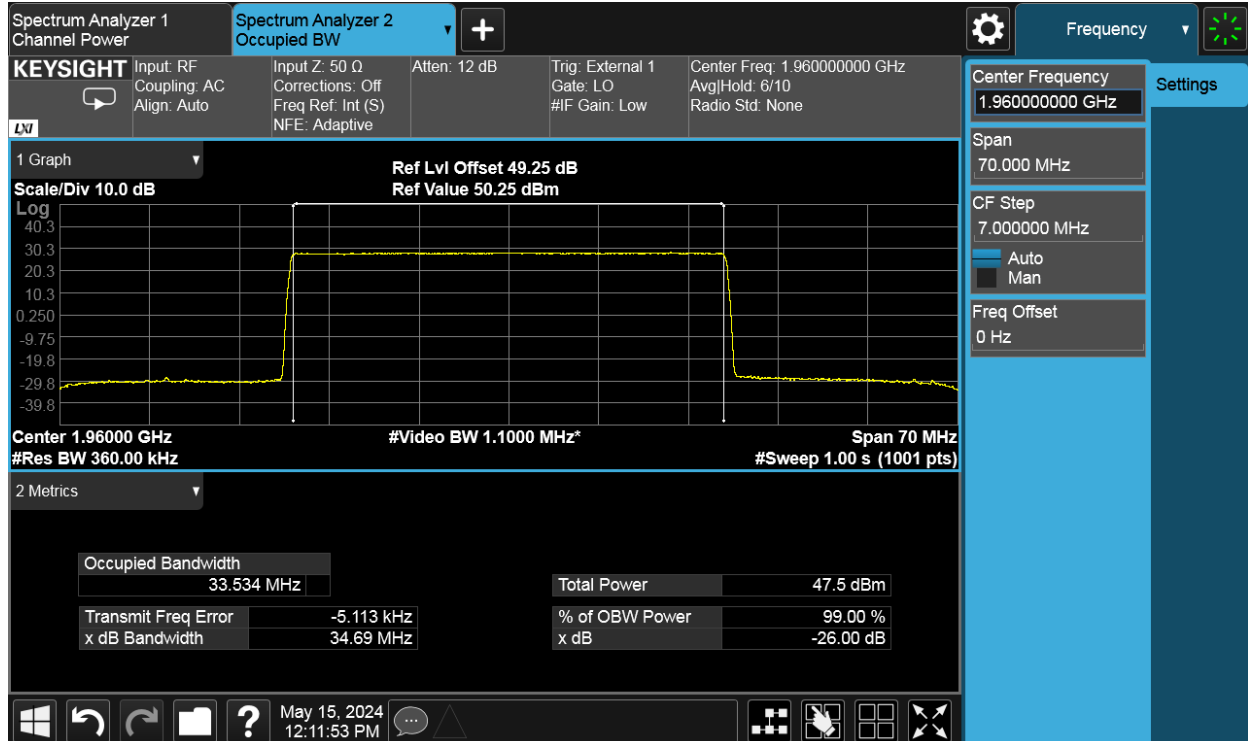 Spectrum Analyzer 1
Channel Power
Spectrum Analyzer 2
Occupied BW
Frequency
KEYSIGHT
LXI
Input: RF
Coupling: AC
Align: Auto
Input Z: 50 Ω
Corrections: Off
Freq Ref: Int (S)
NFE: Adaptive
Atten: 12 dB
Trig: External 1
Gate: LO
#IF Gain: Low
Center Freq: 1.960000000 GHz
Avg|Hold: 6/10
Radio Std: None
Center Frequency
1.960000000 GHz
Settings
Span
70.000 MHz
CF Step
7.000000 MHz
Auto
Man
Freq Offset
0 Hz
1 Graph
Scale/Div 10.0 dB
Ref Lvl Offset 49.25 dB
Ref Value 50.25 dBm
Log
40.3
30.3
20.3
10.3
0.250
-9.75
-19.8
-29.8
-39.8
Center 1.96000 GHz
#Video BW 1.1000 MHz*
Span 70 MHz
#Res BW 360.00 kHz
#Sweep 1.00 s (1001 pts)
2 Metrics
Occupied Bandwidth
33.534 MHz
Total Power 47.5 dBm
Transmit Freq Error -5.113 kHz
% of OBW Power 99.00 %
x dB Bandwidth 34.69 MHz
x dB -26.00 dB
May 15, 2024
12:11:53 PM